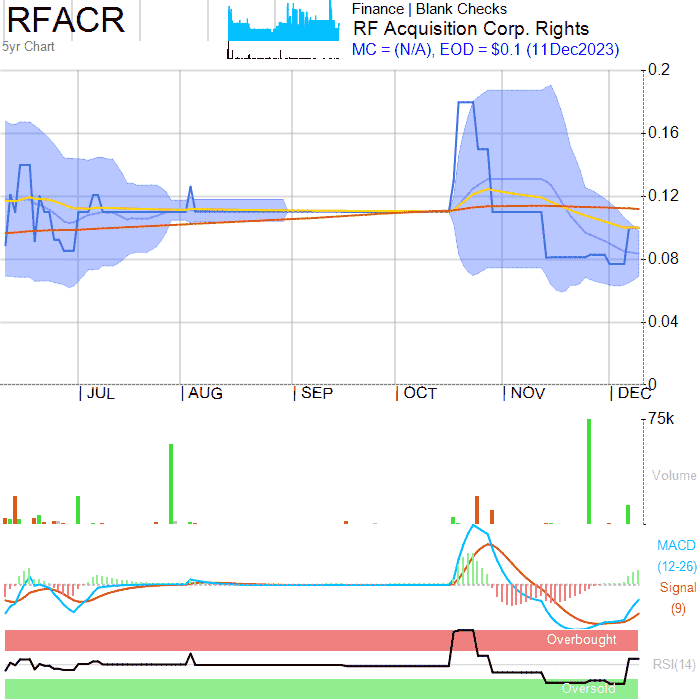 RFACR
5yr Chart
Finance | Blank Checks
RF Acquisition Corp. Rights
MC = (N/A), EOD = $0.1 (11Dec2023)
0.2
0.16
0.12
0.08
0.04
0
JUL AUG SEP OCT NOV DEC
75k
Volume
MACD
(12-26)
Signal
(9)
Overbought
RSI(14)
Oversold